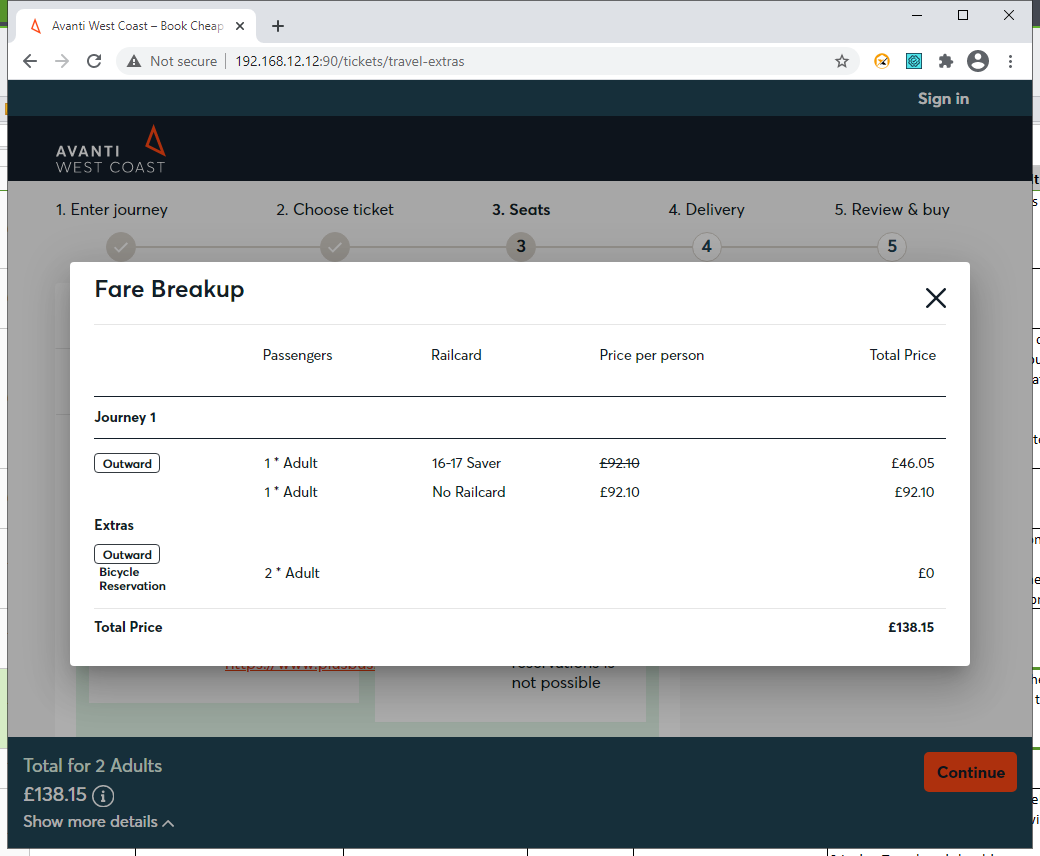 Avanti West Coast – Book Cheap
Not secure
192.168.12.12:90/tickets/travel-extras
Sign in
AVANTI
WEST COAST
1. Enter journey 2. Choose ticket 3. Seats 4. Delivery 5. Review & buy
3 4 5
Fare Breakup
Passengers Railcard Price per person Total Price
Journey 1
Outward 1 * Adult 16-17 Saver £92.10 £46.05
1 * Adult No Railcard £92.10 £92.10
Extras
Outward
Bicycle
Reservation
2 * Adult £0
Total Price £138.15
https://www.plusbus
reservations is
not possible
Total for 2 Adults
£138.15
Show more details
Continue